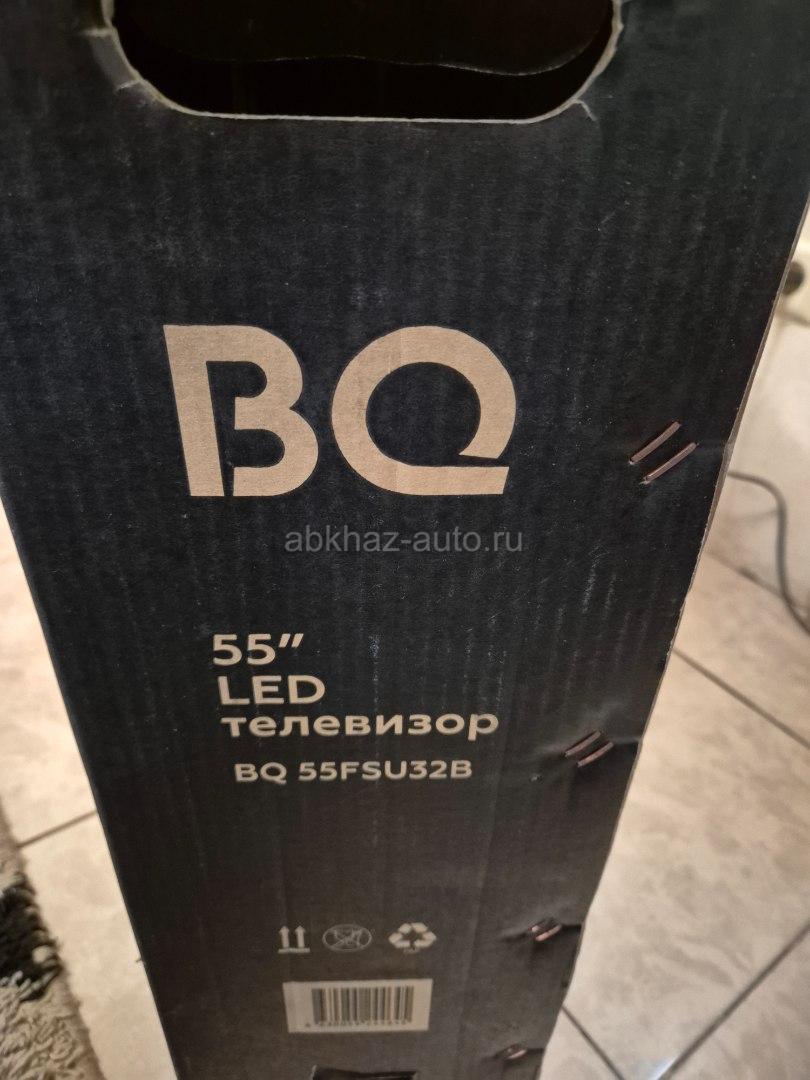 BQ
abkhaz-auto.ru
55"
LED
телевизор
BQ 55FSU32B